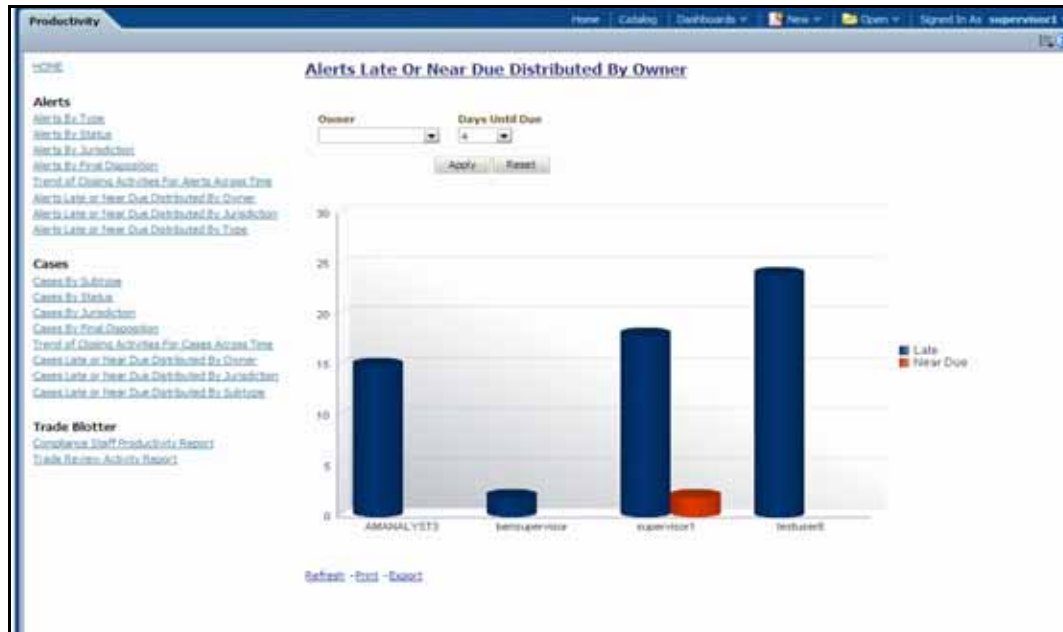 Productivity
Home Catalog Dashboards New Open Signed In As supervisor1
HOME
Alerts Late Or Near Due Distributed By Owner
Alerts
Alerts By Type
Alerts By Status
Alerts By Jurisdiction
Alerts By Final Disposition
Trend of Closing Activities For Alerts Across Time
Alerts Late or Near Due Distributed By Owner
Alerts Late or Near Due Distributed By Jurisdiction
Alerts Late or Near Due Distributed By Type
Cases
Cases By Subtype
Cases By Status
Cases By Jurisdiction
Cases By Final Disposition
Trend of Closing Activities For Cases Across Time
Cases Late or Near Due Distributed By Owner
Cases Late or Near Due Distributed By Jurisdiction
Cases Late or Near Due Distributed By Subtype
Trade Blotter
Compliance Staff Productivity Report
Trade Review Activity Report
Owner Days Until Due
4
Apply Reset
30
25
20
15
10
5
0
AMANALYST3 bensupervisor supervisor1
Late
Near Due
Refresh - Print - Export